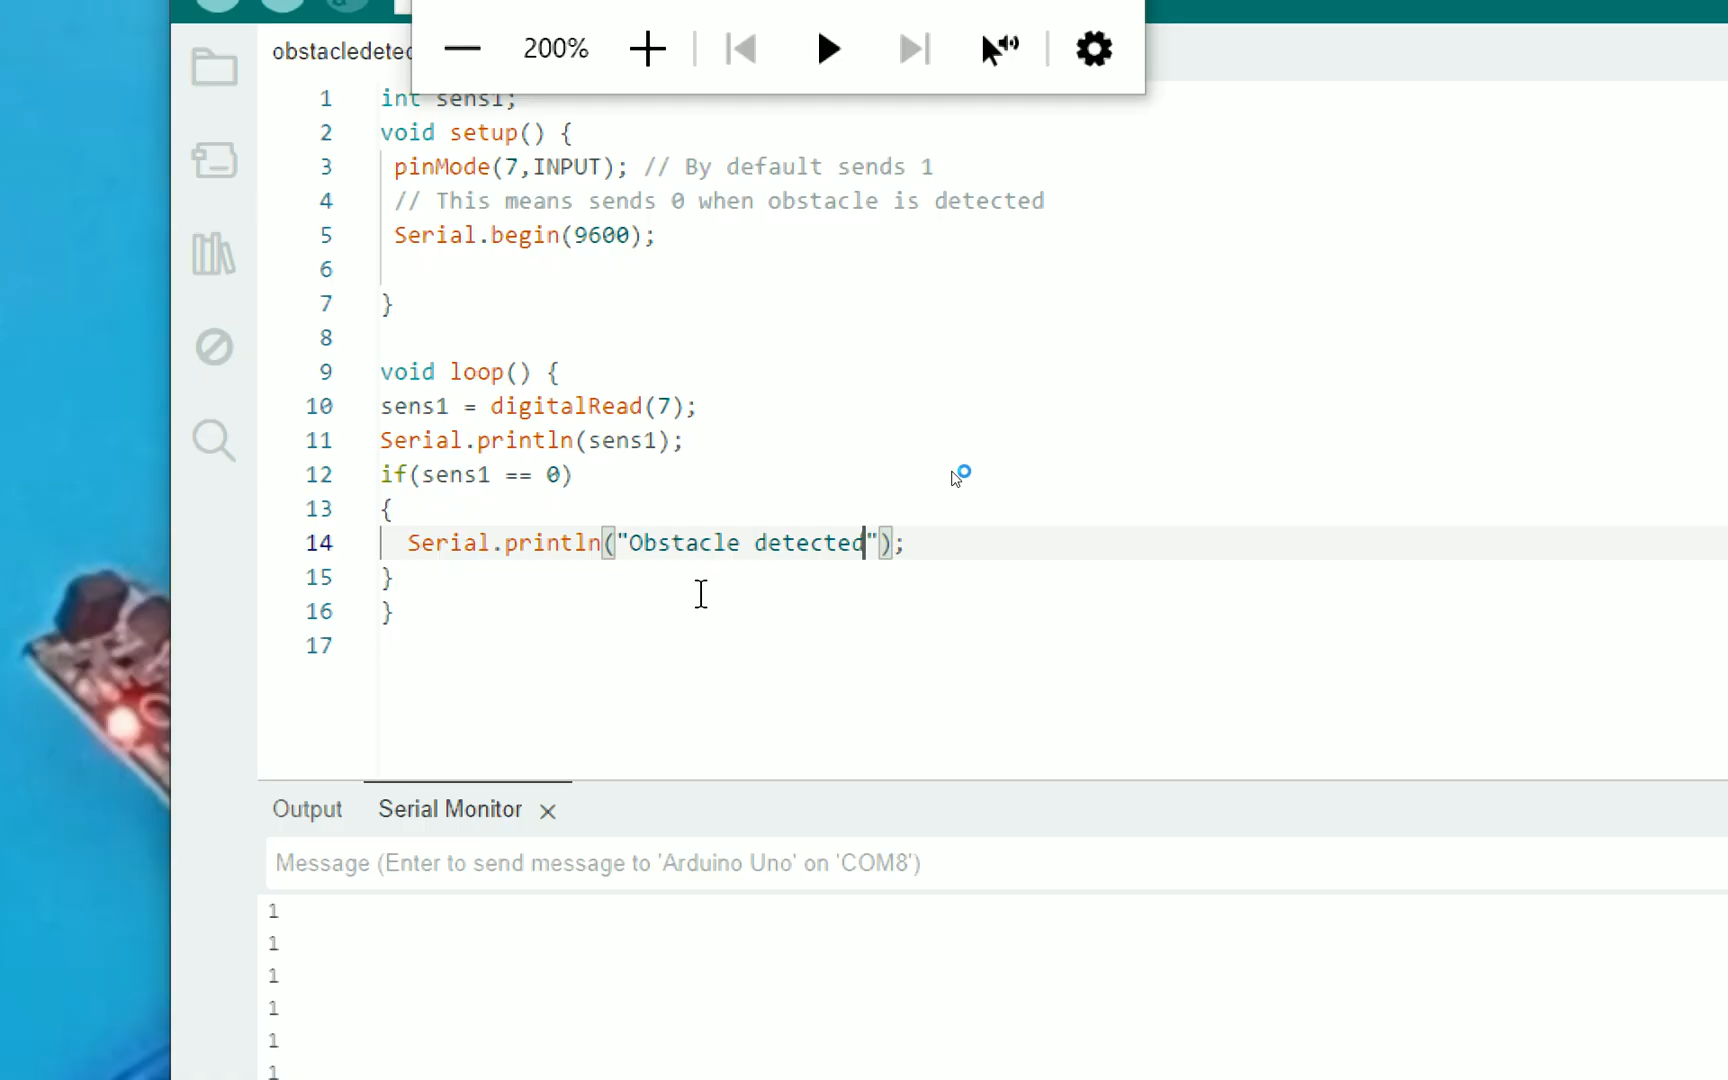 200%
obstacledetec
1 int sens1;
2 void setup() {
3 pinMode(7,INPUT); // By default sends 1
4 // This means sends 0 when obstacle is detected
5 Serial.begin(9600);
6
7 }
8
9 void loop() {
10 sens1 = digitalRead(7);
11 Serial.println(sens1);
12 if(sens1 == 0)
13 {
14 Serial.println("Obstacle detected");
15 }
16 }
17
Output Serial Monitor
Message (Enter to send message to 'Arduino Uno' on 'COM8')
1
1
1
1
1
1